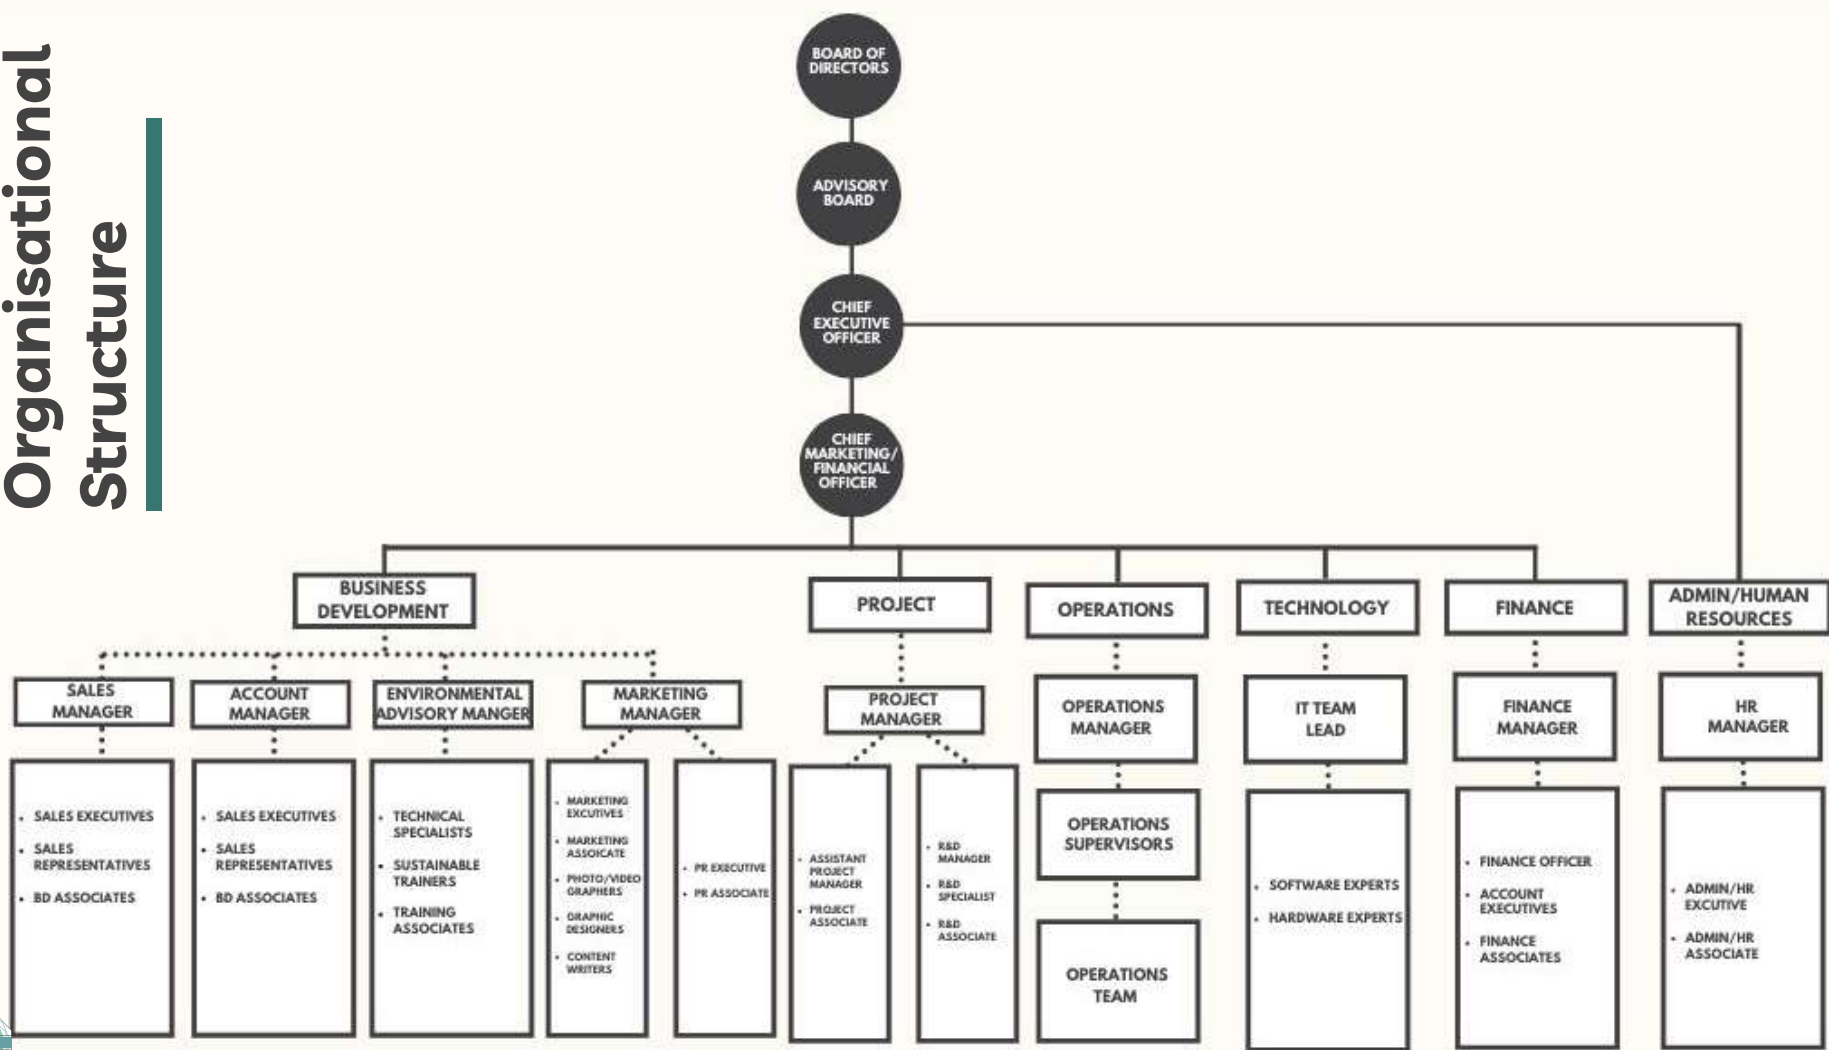 Organisational
Structure
BOARD OF
DIRECTORS
ADVISORY
BOARD
CHIEF
EXECUTIVE
OFFICER
CHIEF
MARKETING/
FINANCIAL
OFFICER
BUSINESS
DEVELOPMENT
PROJECT
OPERATIONS
TECHNOLOGY
FINANCE
ADMIN/HUMAN
RESOURCES
SALES
MANAGER
ACCOUNT
MANAGER
ENVIRONMENTAL
ADVISORY MANGER
MARKETING
MANAGER
PROJECT
MANAGER
OPERATIONS
MANAGER
IT TEAM
LEAD
FINANCE
MANAGER
HR
MANAGER
• SALES EXECUTIVES
• SALES
REPRESENTATIVES
• BD ASSOCIATES
• SALES EXECUTIVES
• SALES
REPRESENTATIVES
• BD ASSOCIATES
• TECHNICAL
SPECIALISTS
• SUSTAINABLE
TRAINERS
• TRAINING
ASSOCIATES
• MARKETING
EXCUTIVES
• MARKETING
ASSOICATE
• PHOTO/VIDEO
GRAPHERS
• GRAPHIC
DESIGNERS
• CONTENT
WRITERS
• PR EXECUTIVE
• PR ASSOCIATE
• ASSISTANT
PROJECT
MANAGER
• PROJECT
ASSOCIATE
• R&D
MANAGER
• R&D
SPECIALIST
• R&D
ASSOCIATE
OPERATIONS
SUPERVISORS
OPERATIONS
TEAM
• SOFTWARE EXPERTS
• HARDWARE EXPERTS
• FINANCE OFFICER
• ACCOUNT
EXECUTIVES
• FINANCE
ASSOCIATES
• ADMIN/HR
EXCUTIVE
• ADMIN/HR
ASSOCIATE